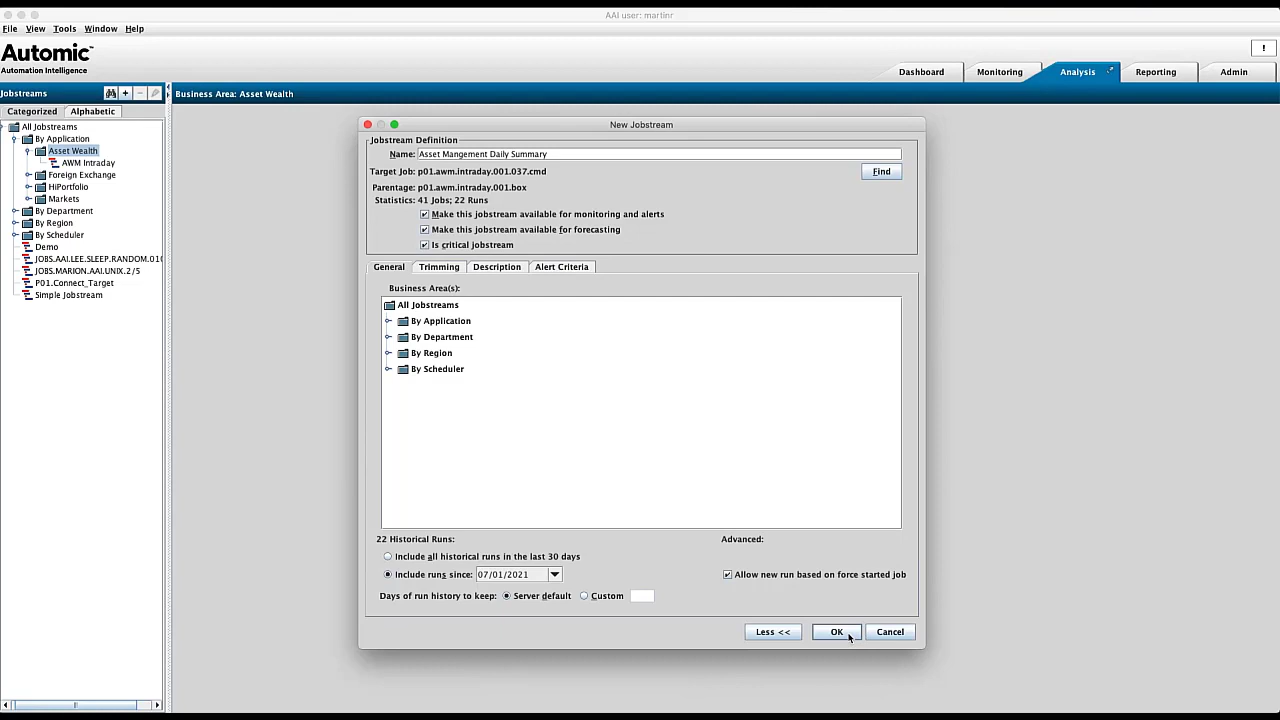 AAI user: martinr
File View Tools Window Help
Automic™
Automation Intelligence
!
Dashboard Monitoring Analysis Reporting Admin
Jobstreams
Business Area: Asset Wealth
Categorized Alphabetic
All Jobstreams
By Application
Asset Wealth
AWM Intraday
Foreign Exchange
HiPortfolio
Markets
By Department
By Region
By Scheduler
Demo
JOBS.AAI.LEE.SLEEP.RANDOM.010
JOBS.MARION.AAI.UNIX.2/5
P01.Connect_Target
Simple Jobstream
New Jobstream
Jobstream Definition
Name: Asset Mangement Daily Summary
Target Job: p01.awm.intraday.001.037.cmd
Find
Parentage: p01.awm.intraday.001.box
Statistics: 41 Jobs; 22 Runs
Make this jobstream available for monitoring and alerts
Make this jobstream available for forecasting
Is critical jobstream
General Trimming Description Alert Criteria
Business Area(s):
All Jobstreams
By Application
By Department
By Region
By Scheduler
22 Historical Runs:
Advanced:
Include all historical runs in the last 30 days
Include runs since: 07/01/2021
Allow new run based on force started job
Days of run history to keep: Server default Custom
Less << OK Cancel